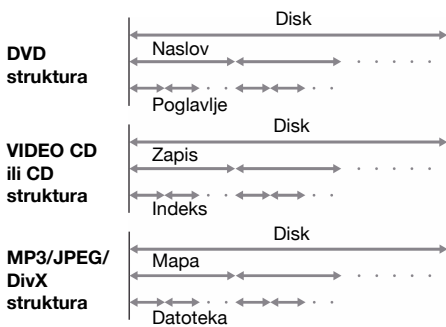 Disk
DVD
struktura
Naslov
Poglavlje
Disk
VIDEO CD
ili CD
struktura
Zapis
Indeks
Disk
MP3/JPEG/
DivX
struktura
Mapa
Datoteka